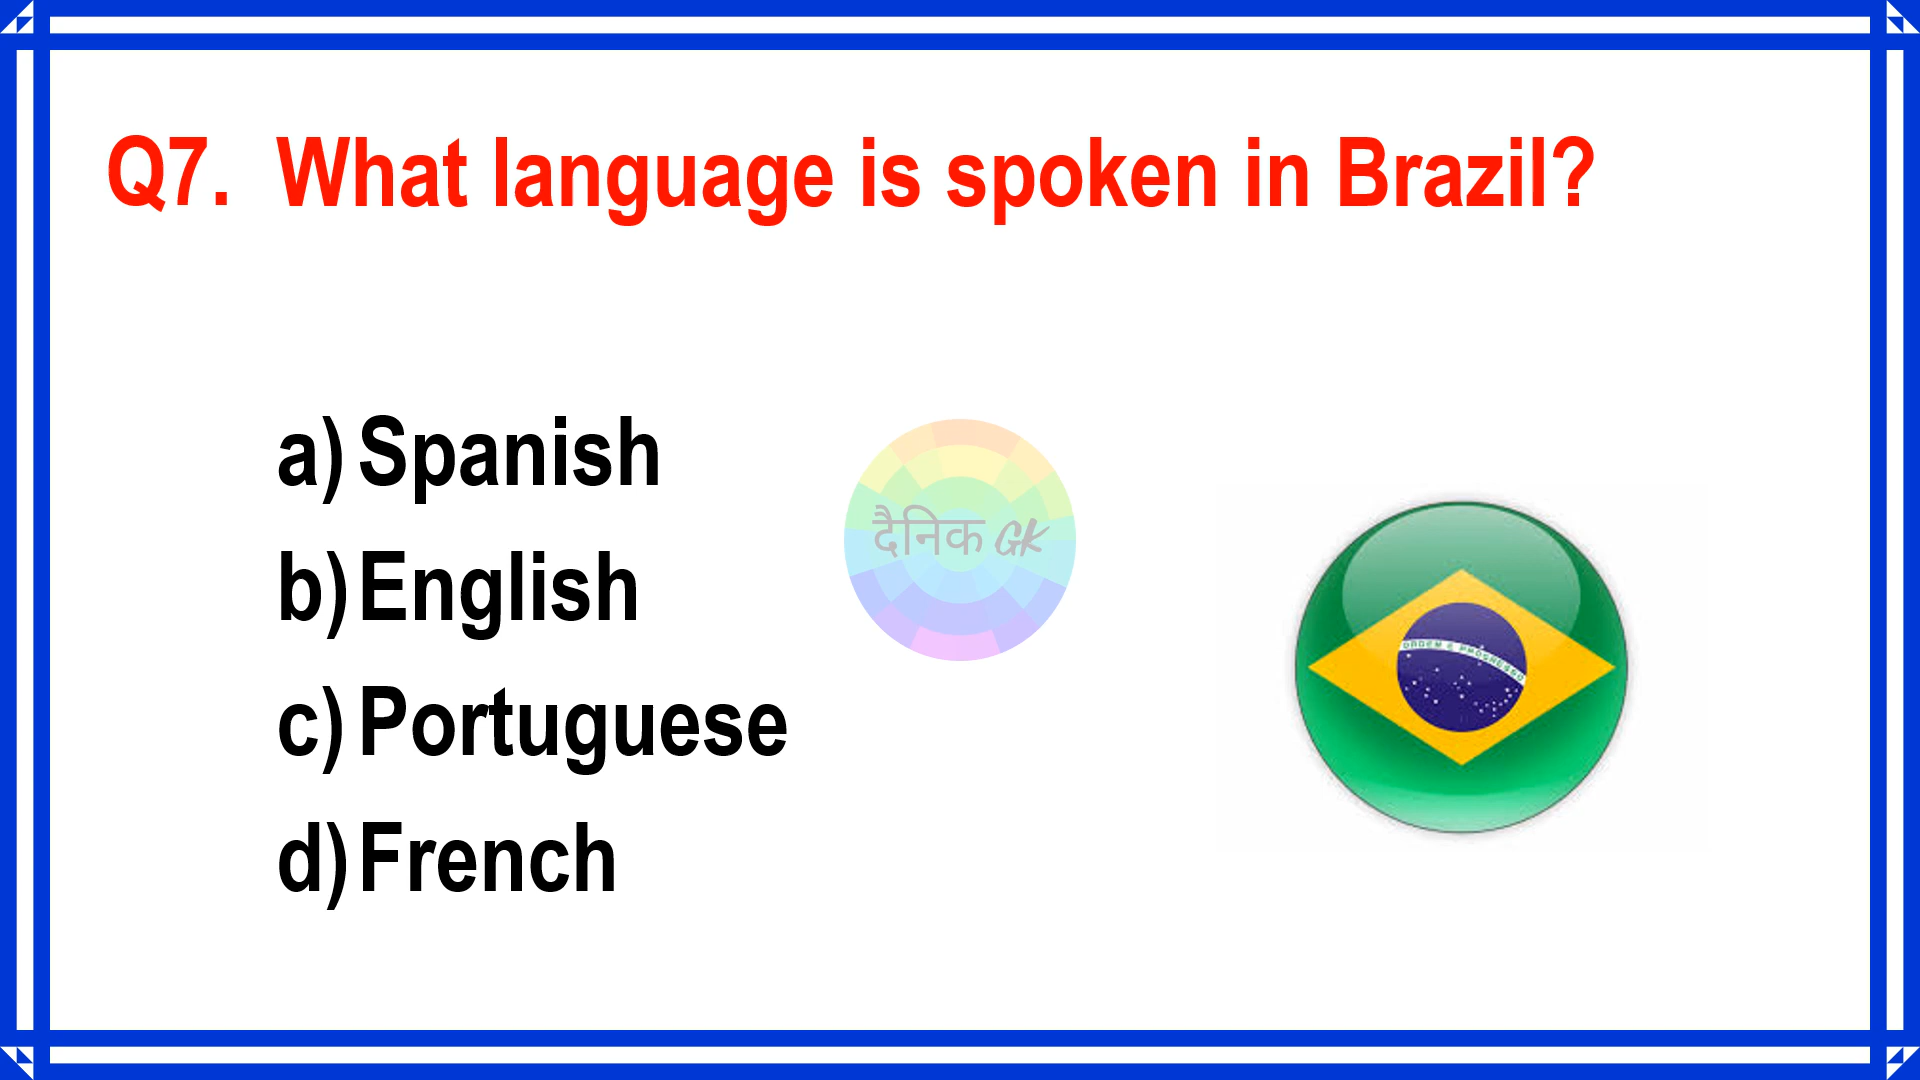 Q7. What language is spoken in Brazil?
a) Spanish
दैनिक GK
b) English
ORDEM E PROGRESSO
c) Portuguese
d) French